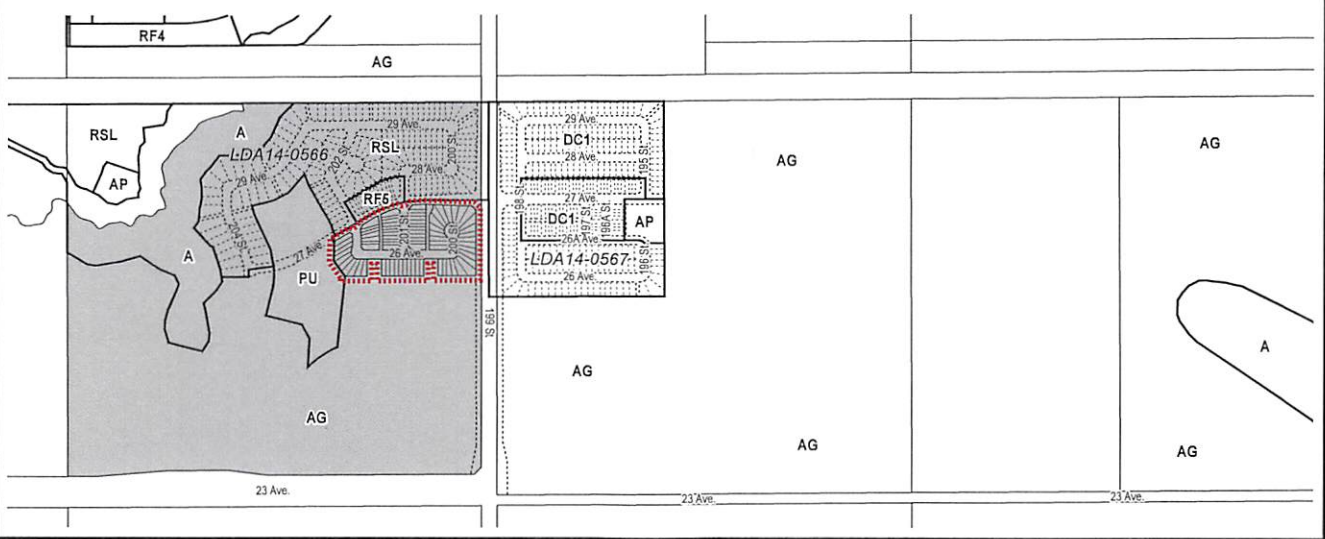 RF4
AG
RSL
A
AP
LDA14-0566
29 Ave.
202 St.
RSL
200 St.
28 Ave.
29 Ave.
204 St.
RF5
201 St.
200 St.
26 Ave.
27 Ave.
A
PU
AG
23 Ave.
199 St.
29 Ave.
DC1
195 St.
28 Ave.
27 Ave.
198 St.
DC1
197 St.
196A St.
AP
26A Ave.
LDA14-0567
196 St.
26 Ave.
AG
AG
AG
AG
A
AG
23 Ave.
23 Ave.